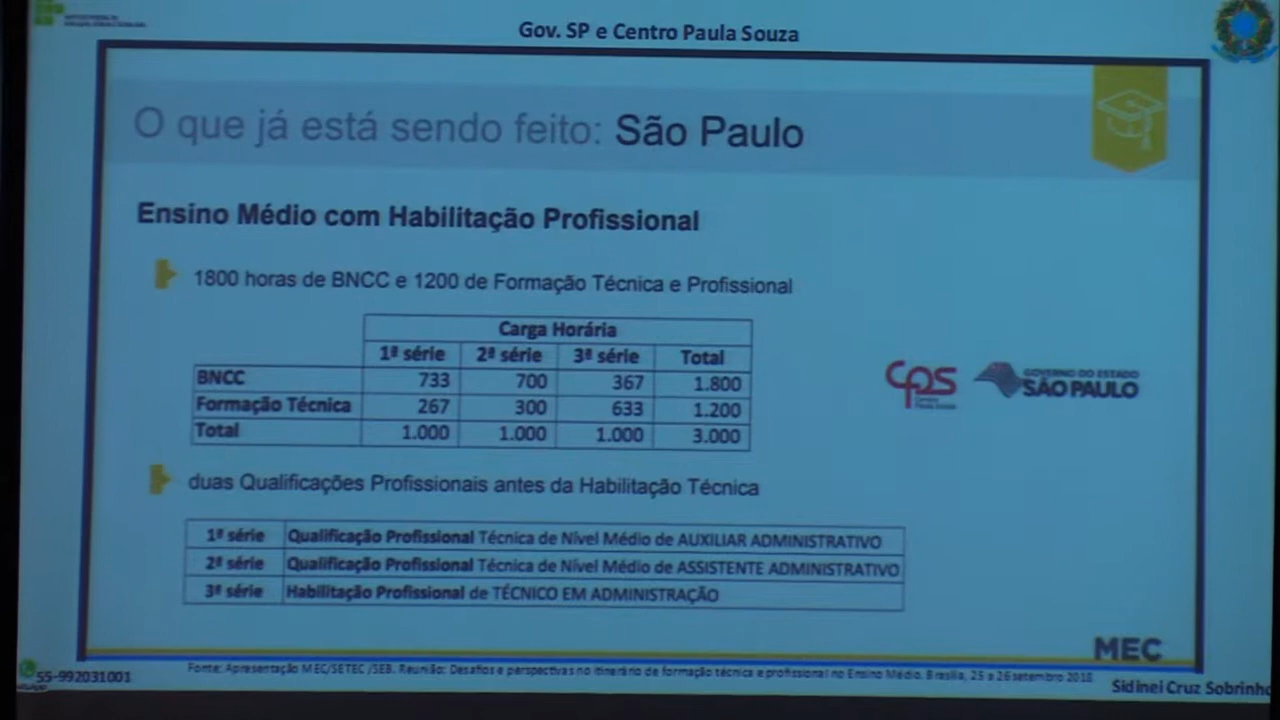 Gov. SP e Centro Paula Souza
O que já está sendo feito: São Paulo
Ensino Médio com Habilitação Profissional
1800 horas de BNCC e 1200 de Formação Técnica e Profissional
Carga Horária
1ª série 2ª série 3ª série Total
BNCC 733 700 367 1.800
Formação Técnica 267 300 633 1.200
Total 1.000 1.000 1.000 3.000
CPS
GOVERNO DO ESTADO
SÃO PAULO
duas Qualificações Profissionais antes da Habilitação Técnica
1ª série Qualificação Profissional Técnica de Nível Médio de AUXILIAR ADMINISTRATIVO
2ª série Qualificação Profissional Técnica de Nível Médio de ASSISTENTE ADMINISTRATIVO
3ª série Habilitação Profissional de TÉCNICO EM ADMINISTRAÇÃO
MEC
55-992031001
Fonte: Apresentação MEC/SETEC /SEB. Reunião: Desafios e perspectivas no itinerário de formação técnica e profissional no Ensino Médio. Brasília, 25 e 26 setembro 2018
Sidinei Cruz Sobrinho